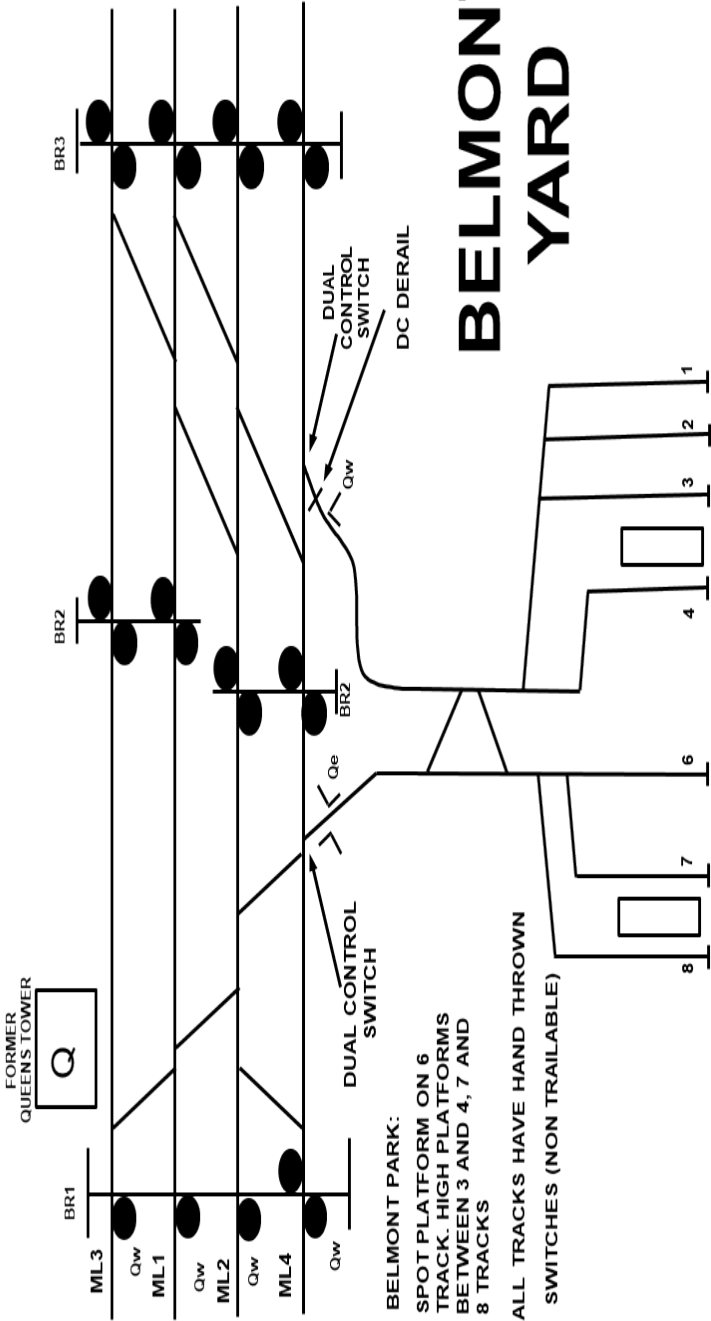 BELMON
YARD
BR3
BR2
BR2
BR1
FORMER
QUEENS TOWER
Q
ML3
Qw
ML1
Qw
ML2
Qw
ML4
Qw
DUAL
CONTROL
SWITCH
DC DERAIL
Qw
Qe
DUAL CONTROL
SWITCH
BELMONT PARK:
SPOT PLATFORM ON 6
TRACK. HIGH PLATFORMS
BETWEEN 3 AND 4, 7 AND
8 TRACKS
ALL TRACKS HAVE HAND THROWN
SWITCHES (NON TRAILABLE)
8
7
6
4
3
2
1